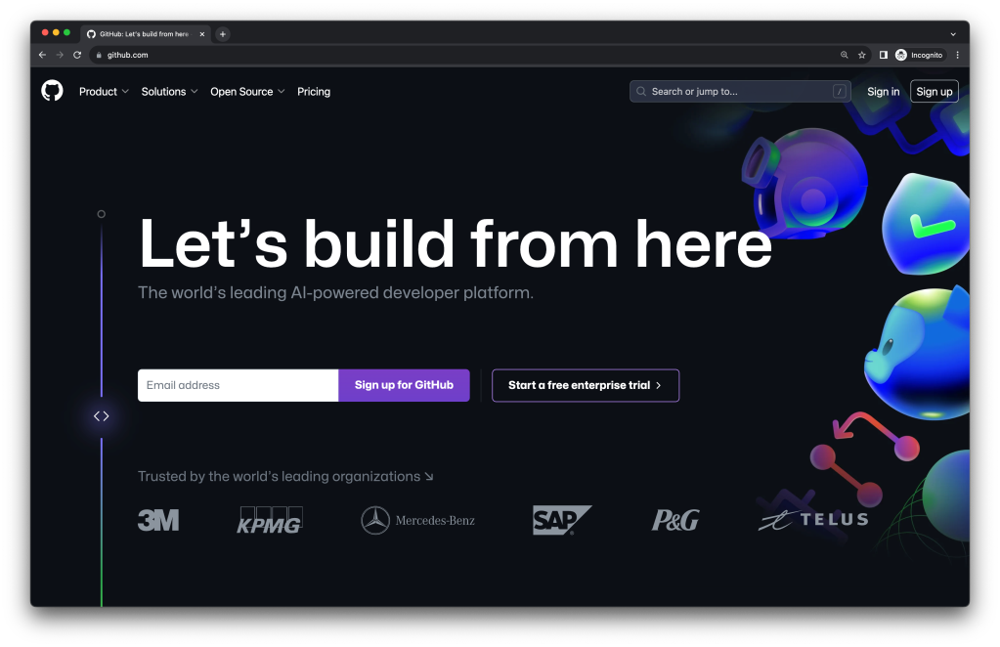 GitHub: Let's build from here
github.com
Incognito
Product
Solutions
Open Source
Pricing
Search or jump to...
/
Sign in
Sign up
Let's build from here
The world's leading AI-powered developer platform.
Email address
Sign up for GitHub
Start a free enterprise trial
Trusted by the world's leading organizations
3M
KPMG
Mercedes-Benz
SAP
P&G
TELUS